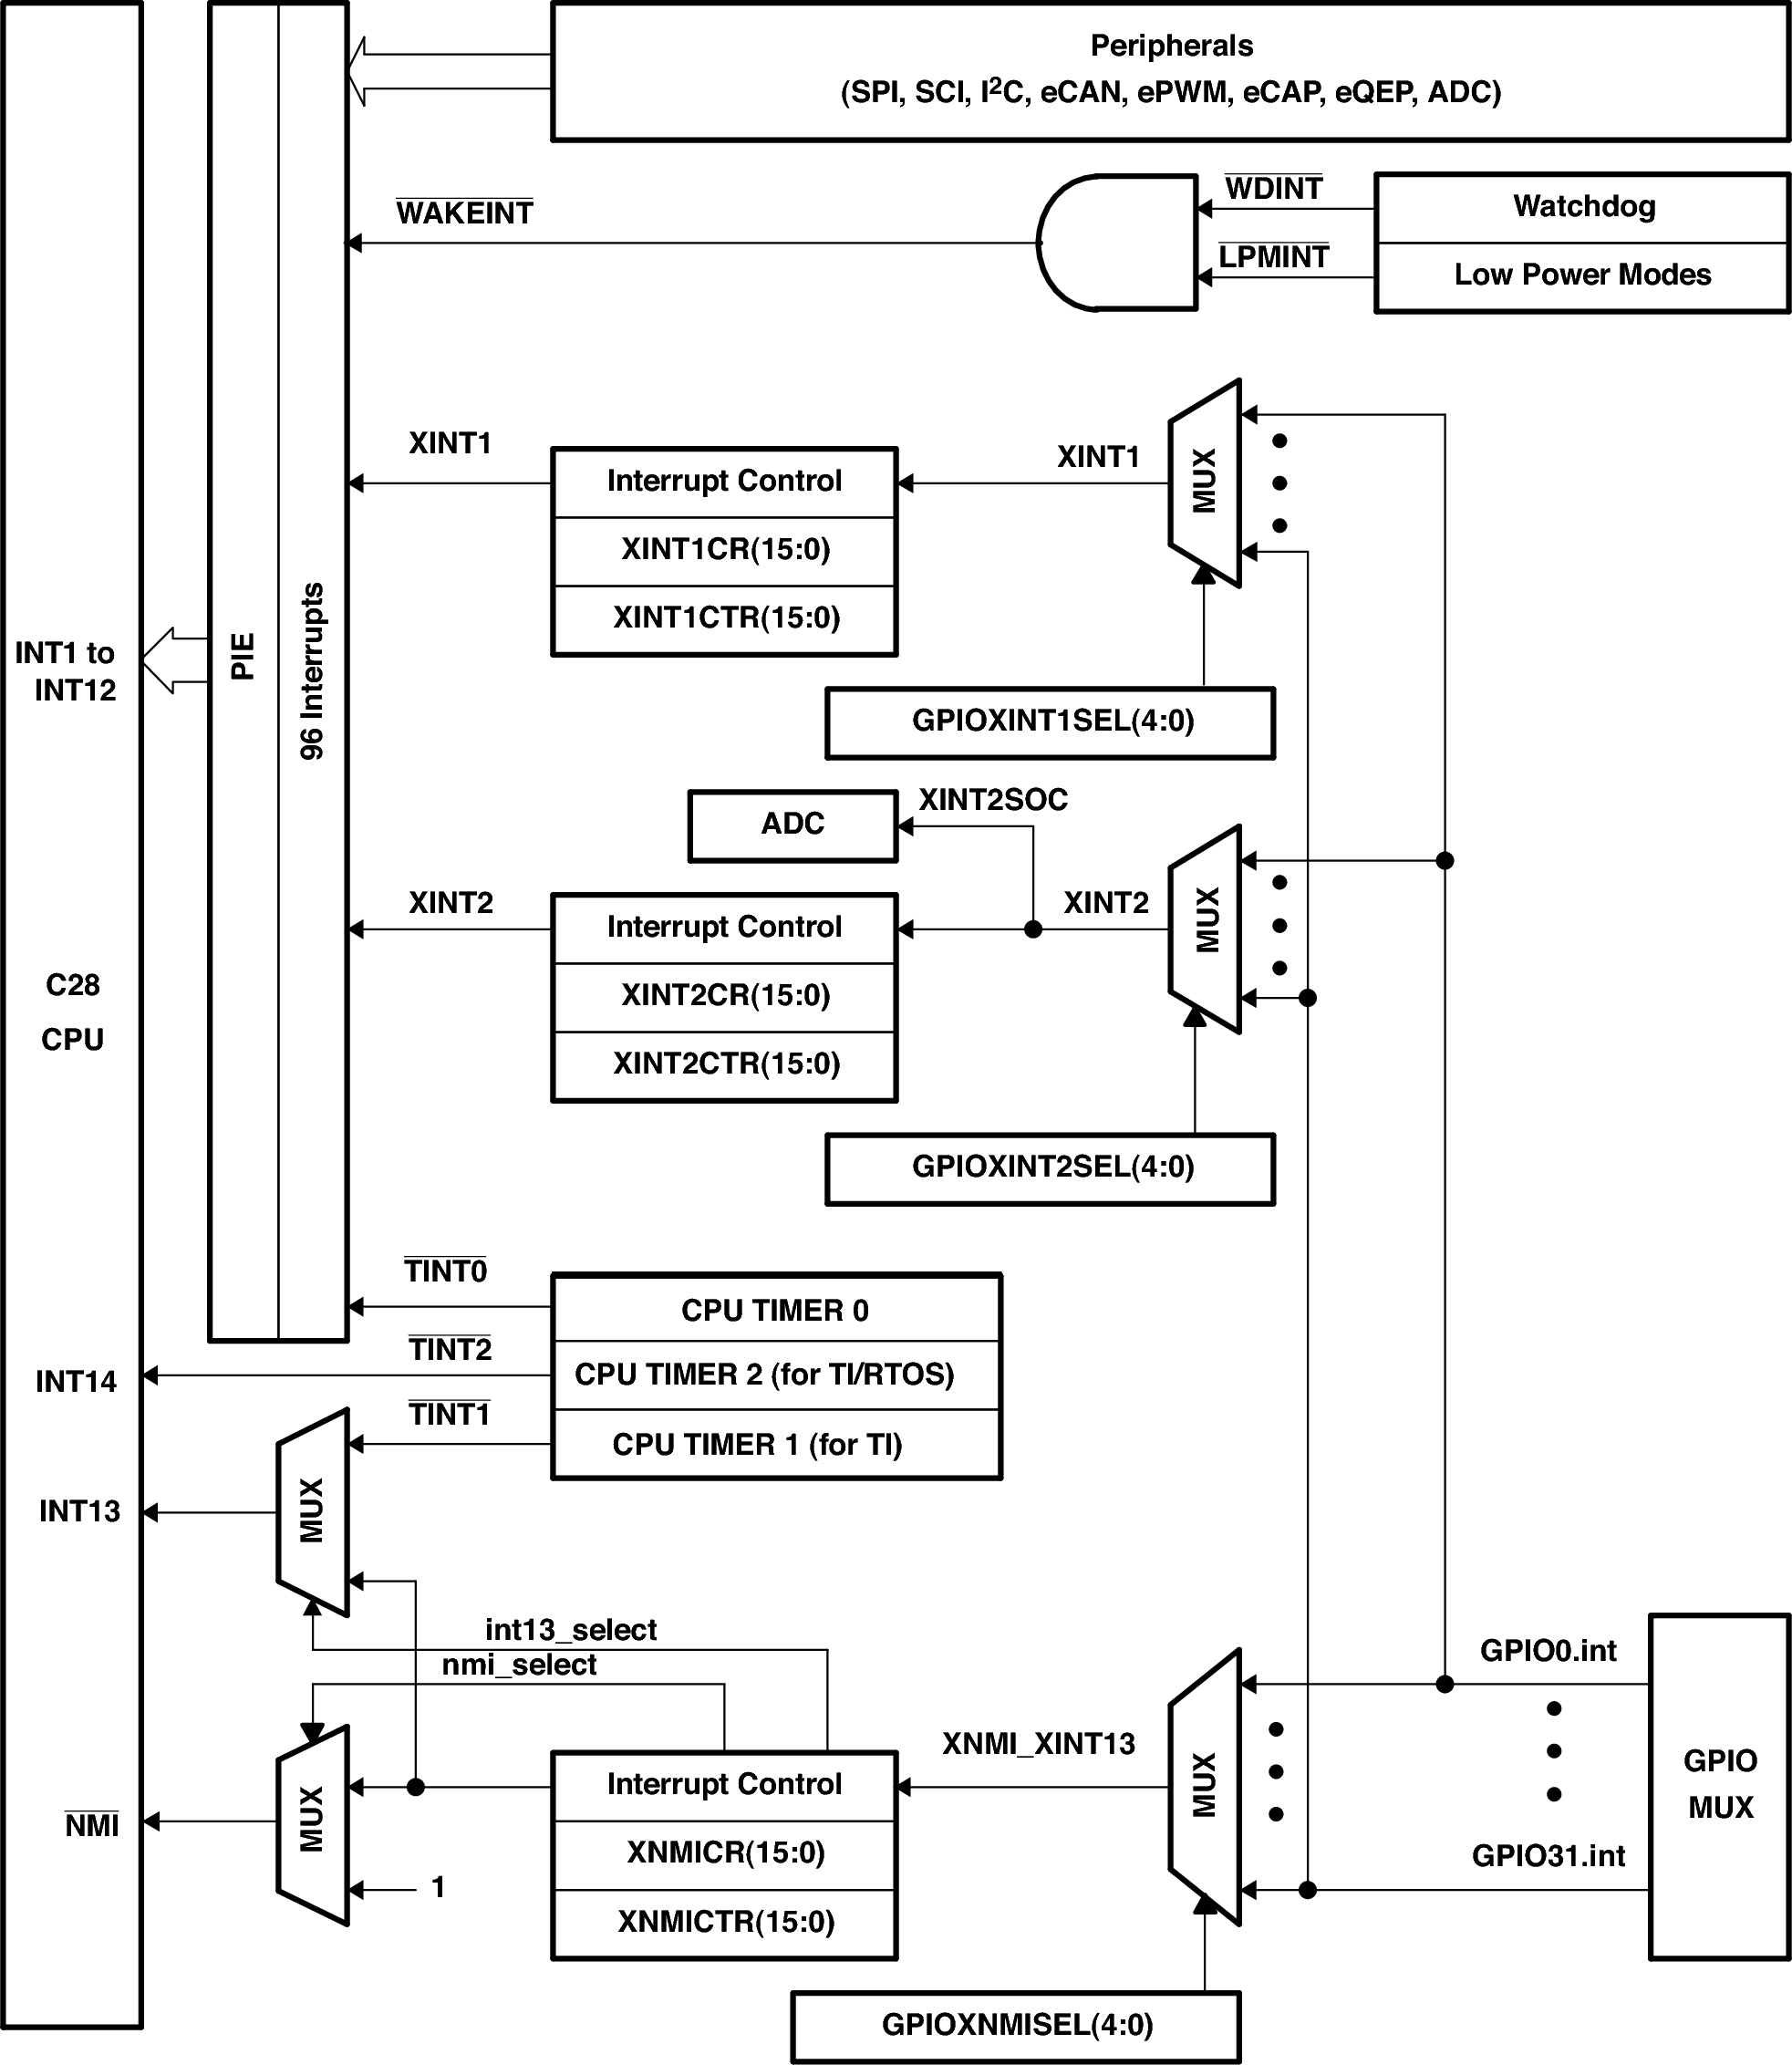 Peripherals
(SPI, SCI, I²C, eCAN, ePWM, eCAP, eQEP, ADC)
WDINT
Watchdog
WAKEINT
LPMINT
Low Power Modes
XINT1
Interrupt Control
XINT1
MUX
XINT1CR(15:0)
XINT1CTR(15:0)
INT1 to
INT12
PIE
96 Interrupts
GPIOXINT1SEL(4:0)
ADC
XINT2SOC
XINT2
Interrupt Control
XINT2
MUX
C28
CPU
XINT2CR(15:0)
XINT2CTR(15:0)
GPIOXINT2SEL(4:0)
TINT0
CPU TIMER 0
TINT2
INT14
CPU TIMER 2 (for TI/RTOS)
TINT1
CPU TIMER 1 (for TI)
INT13
MUX
int13_select
nmi_select
GPIO0.int
XNMI_XINT13
Interrupt Control
MUX
GPIO
MUX
NMI
MUX
XNMICR(15:0)
GPIO31.int
1
XNMICTR(15:0)
GPIOXNMISEL(4:0)